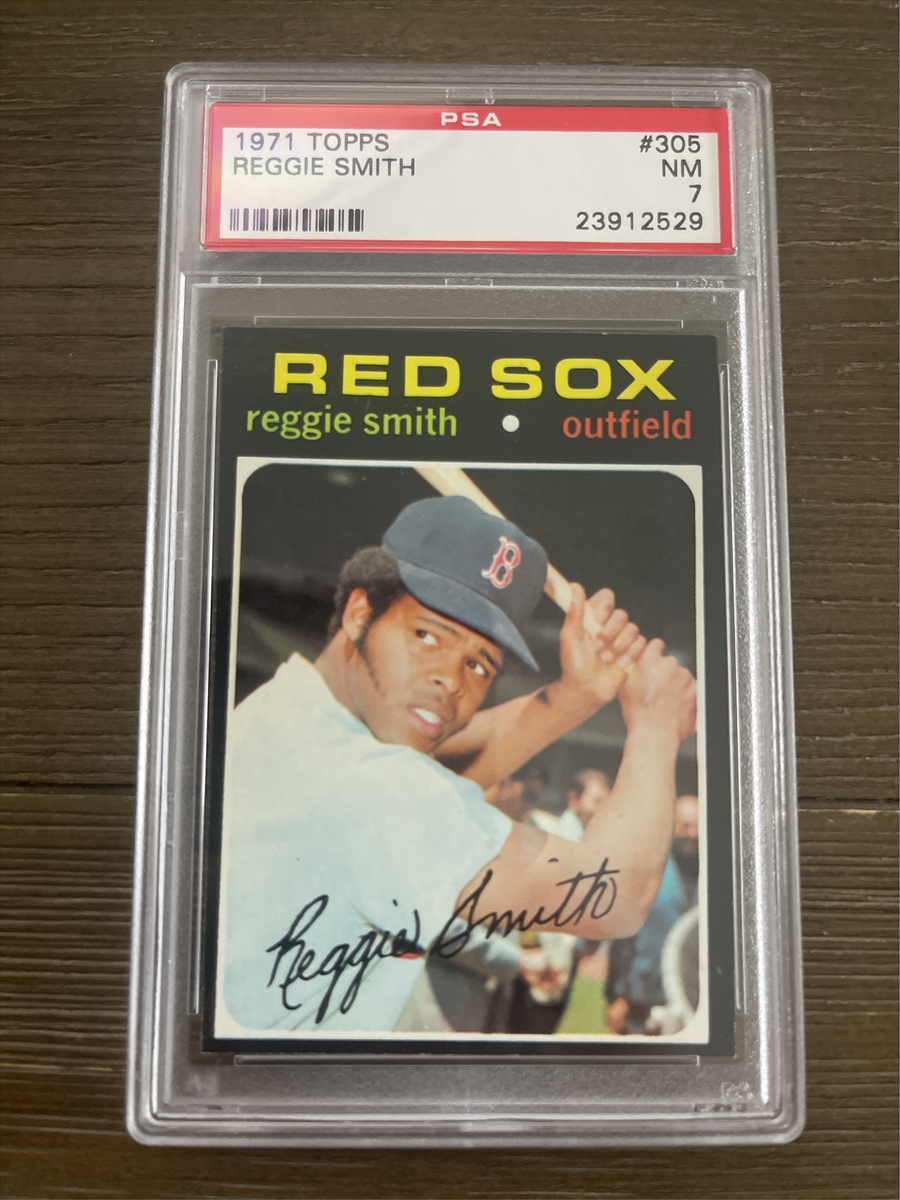 PSA
1971 TOPPS #305
REGGIE SMITH NM
7
23912529
RED SOX
reggie smith • outfield
B
Reggie Smith